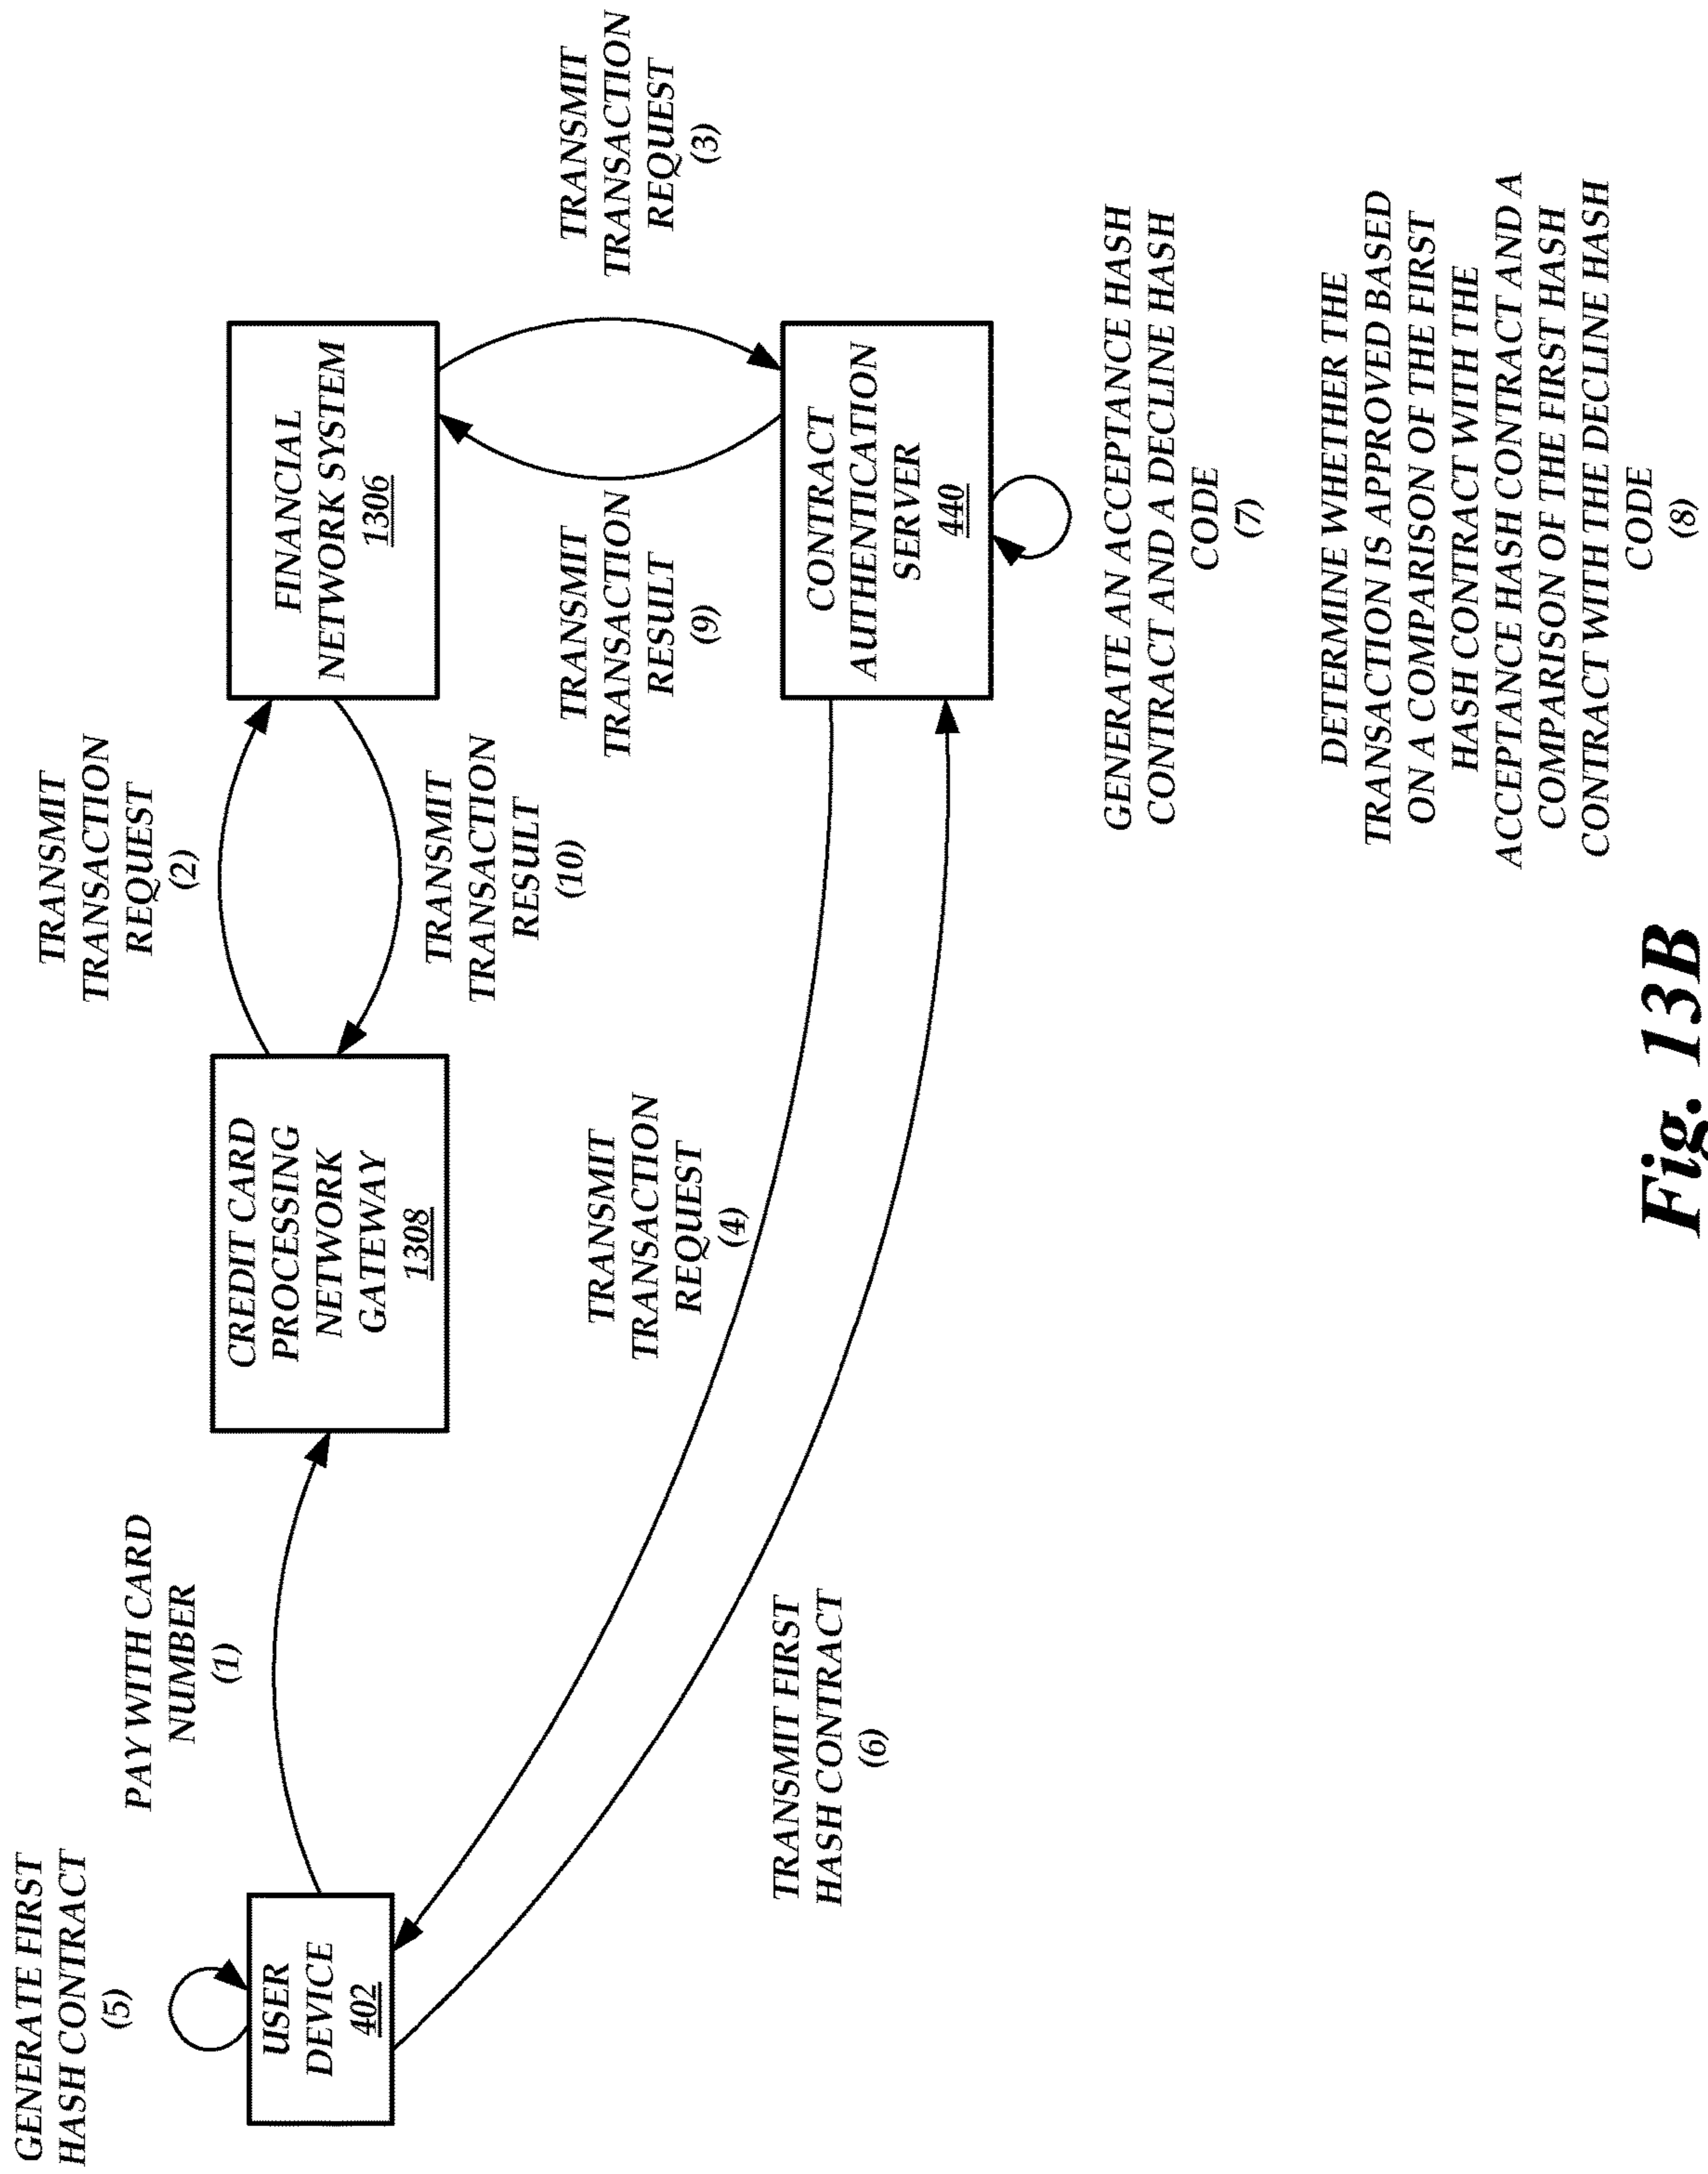 GENERATE FIRST
HASH CONTRACT
(5)
USER
DEVICE
402
PAY WITH CARD
NUMBER
(1)
CREDIT CARD
PROCESSING
NETWORK
GATEWAY
1308
TRANSMIT
TRANSACTION
REQUEST
(2)
TRANSMIT
TRANSACTION
RESULT
(10)
FINANCIAL
NETWORK SYSTEM
1306
TRANSMIT
TRANSACTION
REQUEST
(3)
TRANSMIT
TRANSACTION
RESULT
(9)
TRANSMIT
TRANSACTION
REQUEST
(4)
TRANSMIT FIRST
HASH CONTRACT
(6)
CONTRACT
AUTHENTICATION
SERVER
440
GENERATE AN ACCEPTANCE HASH
CONTRACT AND A DECLINE HASH
CODE
(7)
DETERMINE WHETHER THE
TRANSACTION IS APPROVED BASED
ON A COMPARISON OF THE FIRST
HASH CONTRACT WITH THE
ACCEPTANCE HASH CONTRACT AND A
COMPARISON OF THE FIRST HASH
CONTRACT WITH THE DECLINE HASH
CODE
(8)
Fig. 13B